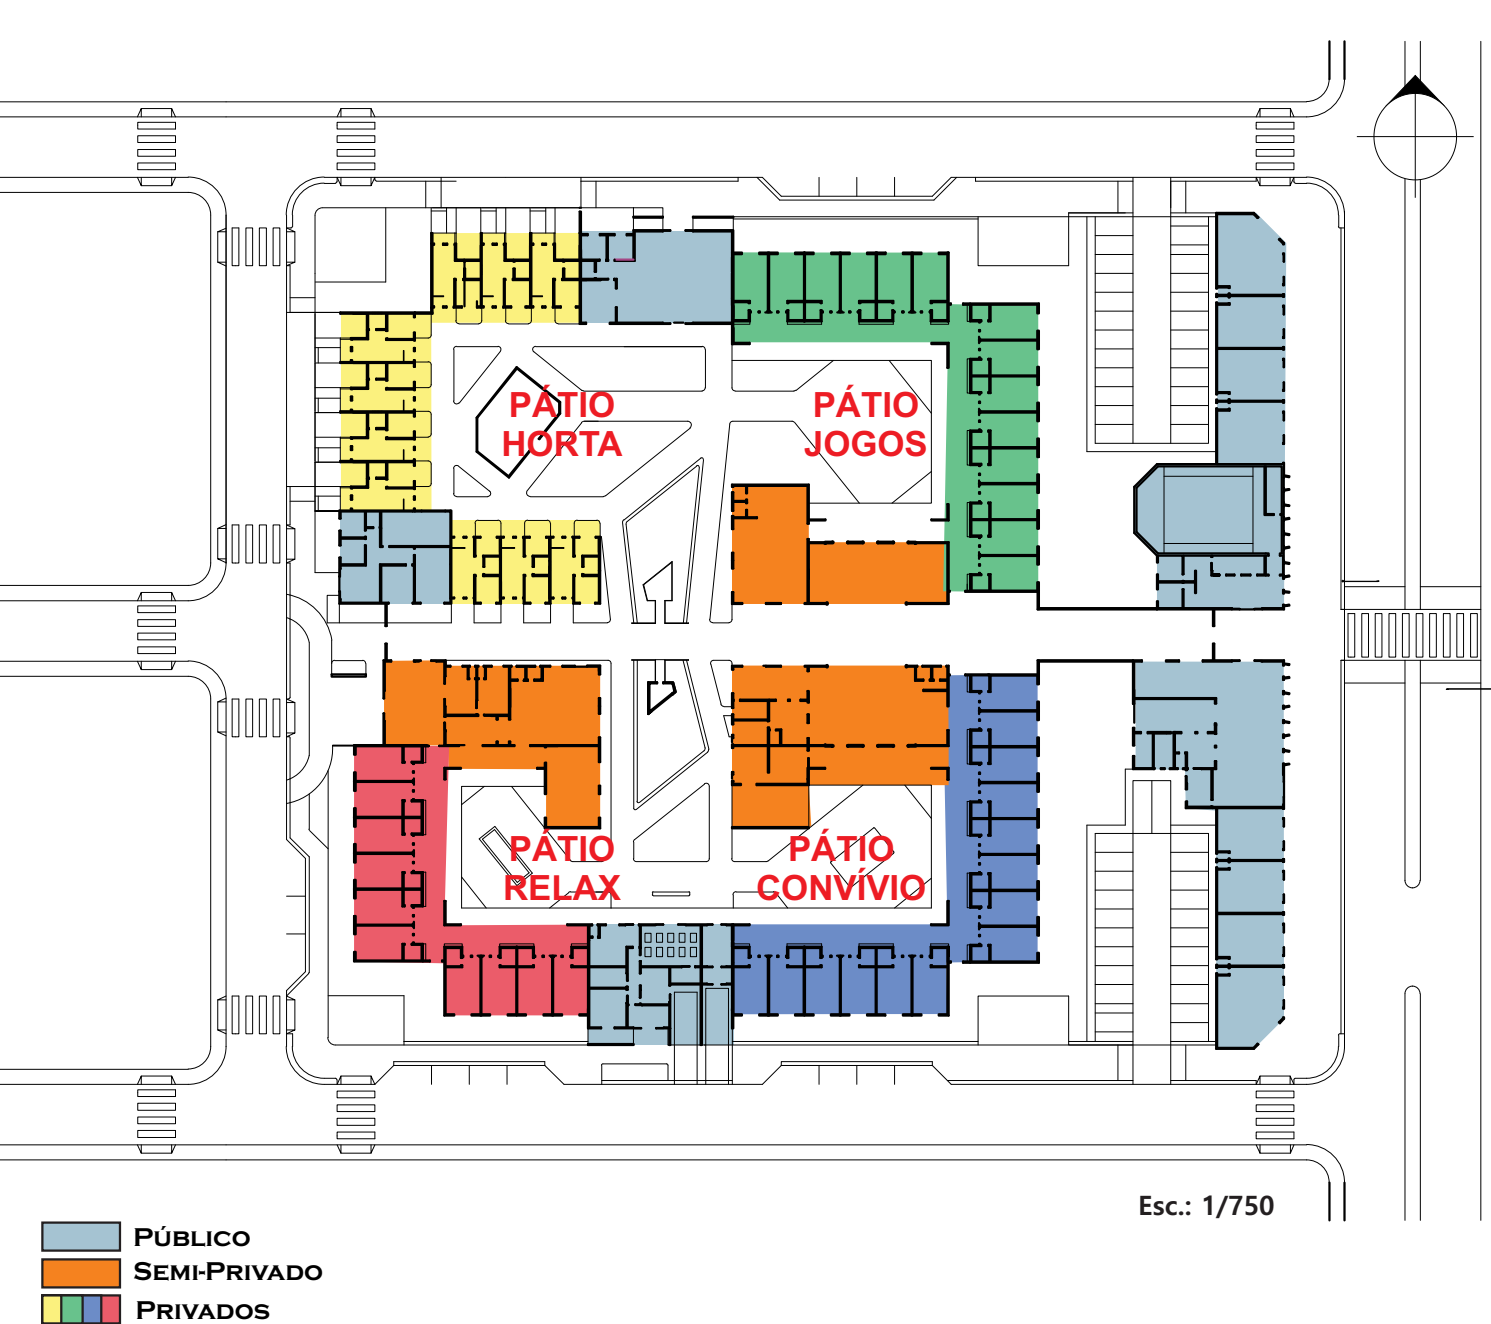 PÁTIO
HORTA
PÁTIO
JOGOS
PÁTIO
RELAX
PÁTIO
CONVÍVIO
Esc.: 1/750
PÚBLICO
SEMI-PRIVADO
PRIVADOS